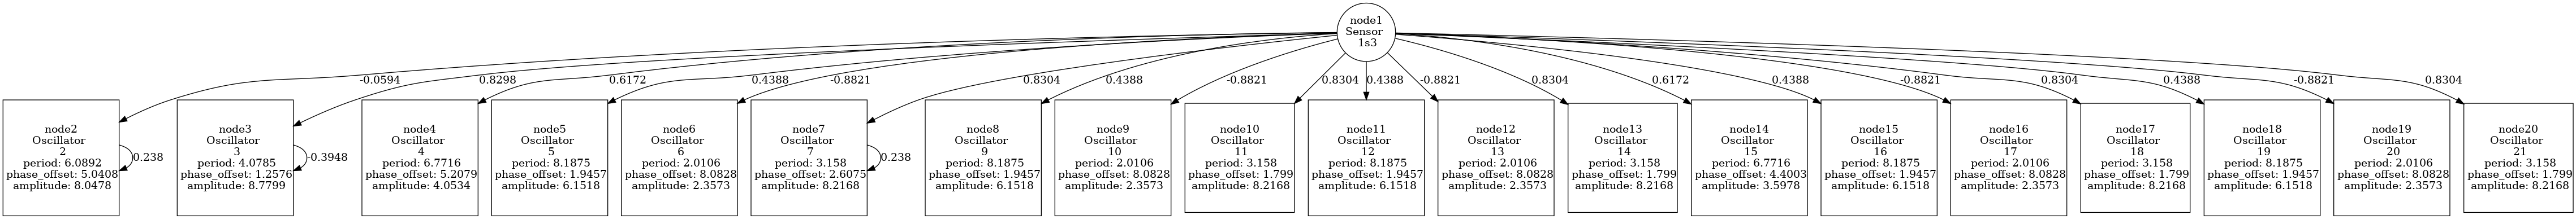 node1
Sensor
1s3
-0.0594
0.8298
0.6172
0.4388
-0.8821
0.8304
0.4388
-0.8821
0.8304
0.4388
-0.8821
0.8304
0.6172
0.4388
-0.8821
0.8304
0.4388
-0.8821
0.8304
node2
Oscillator
2
period: 6.0892
phase_offset: 5.0408
amplitude: 8.0478
0.238
node3
Oscillator
3
period: 4.0785
phase_offset: 1.2576
amplitude: 8.7799
-0.3948
node4
Oscillator
4
period: 6.7716
phase_offset: 5.2079
amplitude: 4.0534
node5
Oscillator
5
period: 8.1875
phase_offset: 1.9457
amplitude: 6.1518
node6
Oscillator
6
period: 2.0106
phase_offset: 8.0828
amplitude: 2.3573
node7
Oscillator
7
period: 3.158
phase_offset: 2.6075
amplitude: 8.2168
0.238
node8
Oscillator
9
period: 8.1875
phase_offset: 1.9457
amplitude: 6.1518
node9
Oscillator
10
period: 2.0106
phase_offset: 8.0828
amplitude: 2.3573
node10
Oscillator
11
period: 3.158
phase_offset: 1.799
amplitude: 8.2168
node11
Oscillator
12
period: 8.1875
phase_offset: 1.9457
amplitude: 6.1518
node12
Oscillator
13
period: 2.0106
phase_offset: 8.0828
amplitude: 2.3573
node13
Oscillator
14
period: 3.158
phase_offset: 1.799
amplitude: 8.2168
node14
Oscillator
15
period: 6.7716
phase_offset: 4.4003
amplitude: 3.5978
node15
Oscillator
16
period: 8.1875
phase_offset: 1.9457
amplitude: 6.1518
node16
Oscillator
17
period: 2.0106
phase_offset: 8.0828
amplitude: 2.3573
node17
Oscillator
18
period: 3.158
phase_offset: 1.799
amplitude: 8.2168
node18
Oscillator
19
period: 8.1875
phase_offset: 1.9457
amplitude: 6.1518
node19
Oscillator
20
period: 2.0106
phase_offset: 8.0828
amplitude: 2.3573
node20
Oscillator
21
period: 3.158
phase_offset: 1.799
amplitude: 8.2168